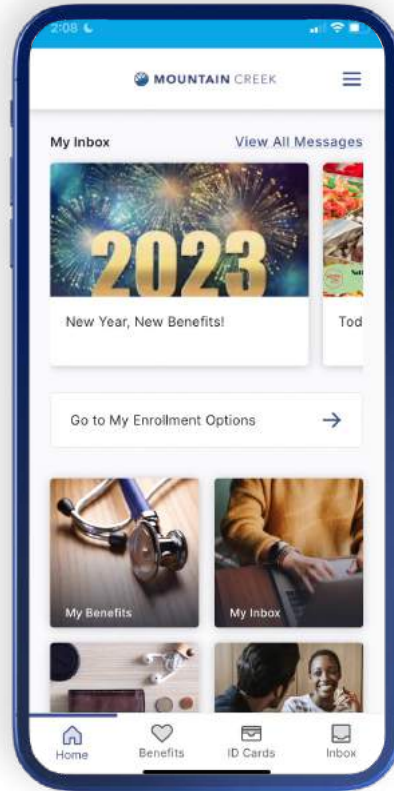 2:08
MOUNTAIN CREEK
My Inbox
View All Messages
2023
New Year, New Benefits!
Tod
Go to My Enrollment Options
My Benefits
My Inbox
Home
Benefits
ID Cards
Inbox